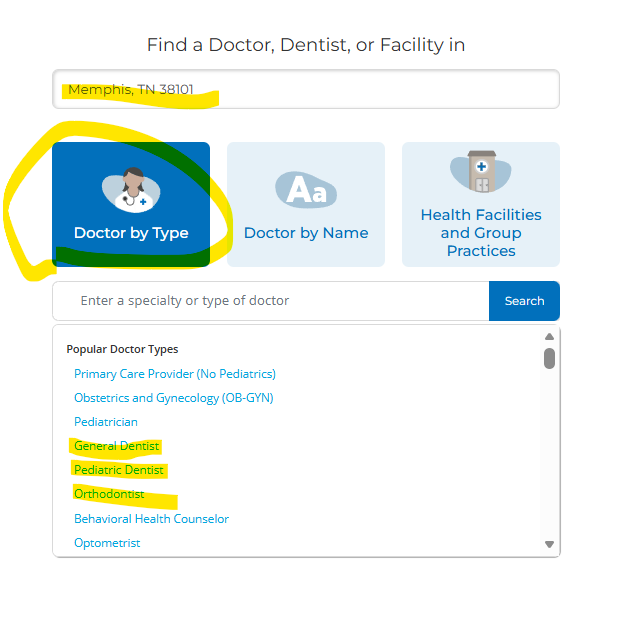 Find a Doctor, Dentist, or Facility in
Memphis, TN 38101
Doctor by Type
Aa
Doctor by Name
Health Facilities
and Group
Practices
Enter a specialty or type of doctor
Search
Popular Doctor Types
Primary Care Provider (No Pediatrics)
Obstetrics and Gynecology (OB-GYN)
Pediatrician
General Dentist
Pediatric Dentist
Orthodontist
Behavioral Health Counselor
Optometrist